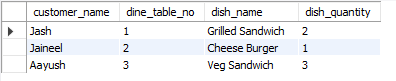 customer_name dine_table_no dish_name dish_quantity
Jash 1 Grilled Sandwich 2
Jaineel 2 Cheese Burger 1
Aayush 3 Veg Sandwich 3